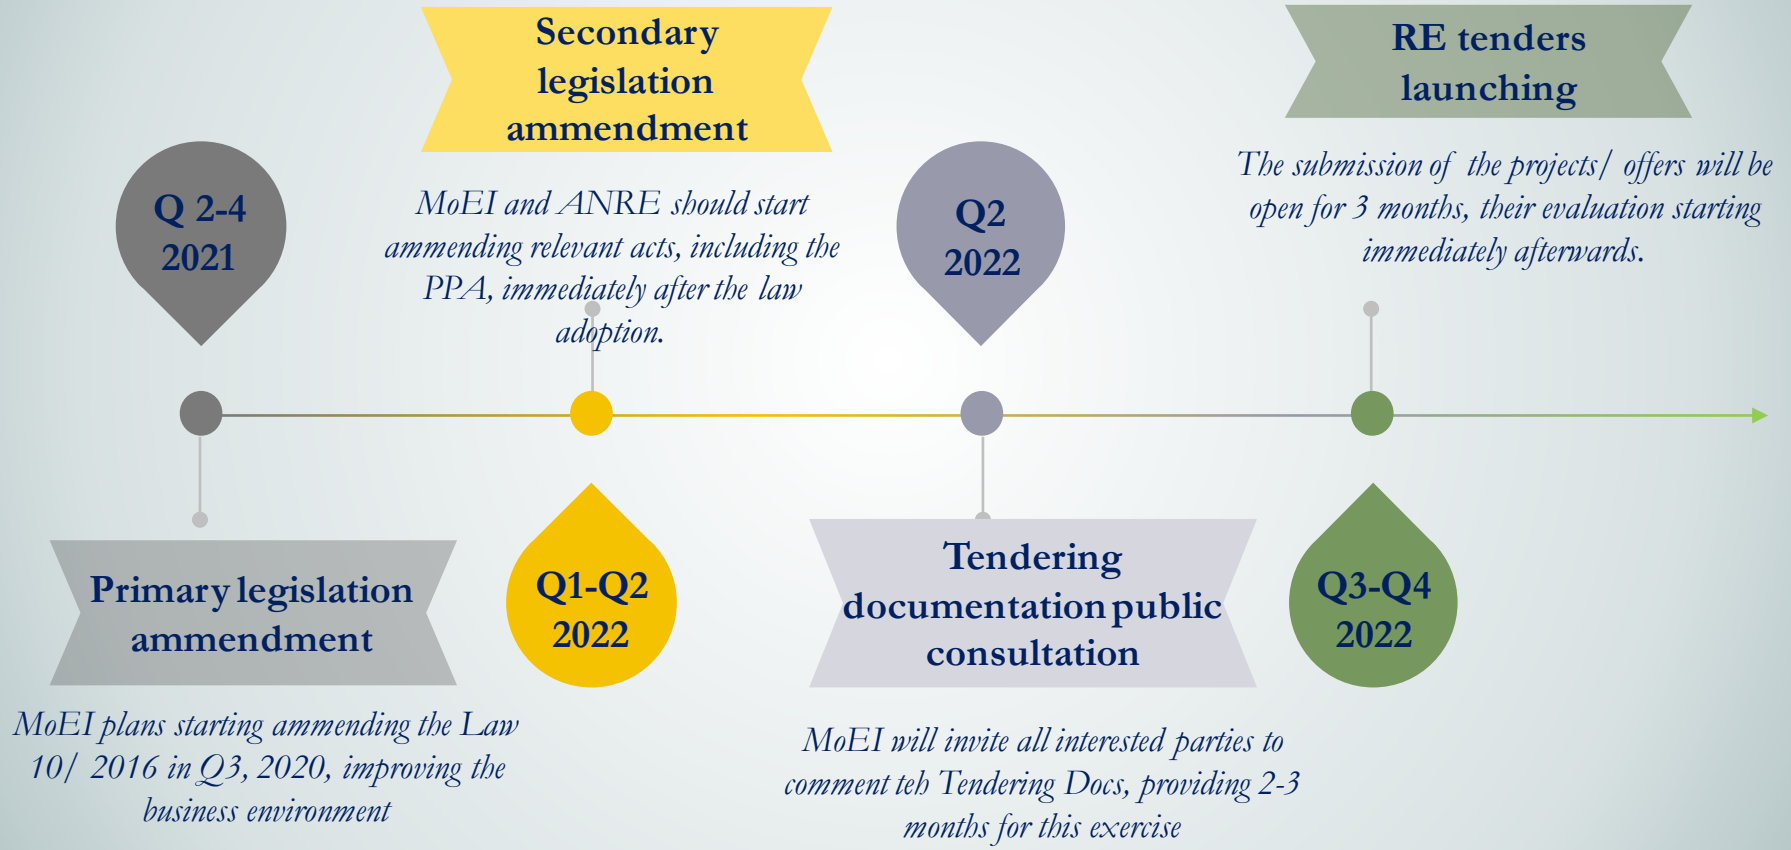 Q 2-4
2021
Primary legislation
ammendment
MoEI plans starting ammending the Law
10/ 2016 in Q3, 2020, improving the
business environment
Secondary
legislation
ammendment
MoEI and ANRE should start
ammending relevant acts, including the
PPA, immediately after the law
adoption.
Q1-Q2
2022
Q2
2022
Tendering
documentation public
consultation
MoEI will invite all interested parties to
comment teh Tendering Docs, providing 2-3
months for this exercise
RE tenders
launching
The submission of the projects/ offers will be
open for 3 months, their evaluation starting
immediately afterwards.
Q3-Q4
2022